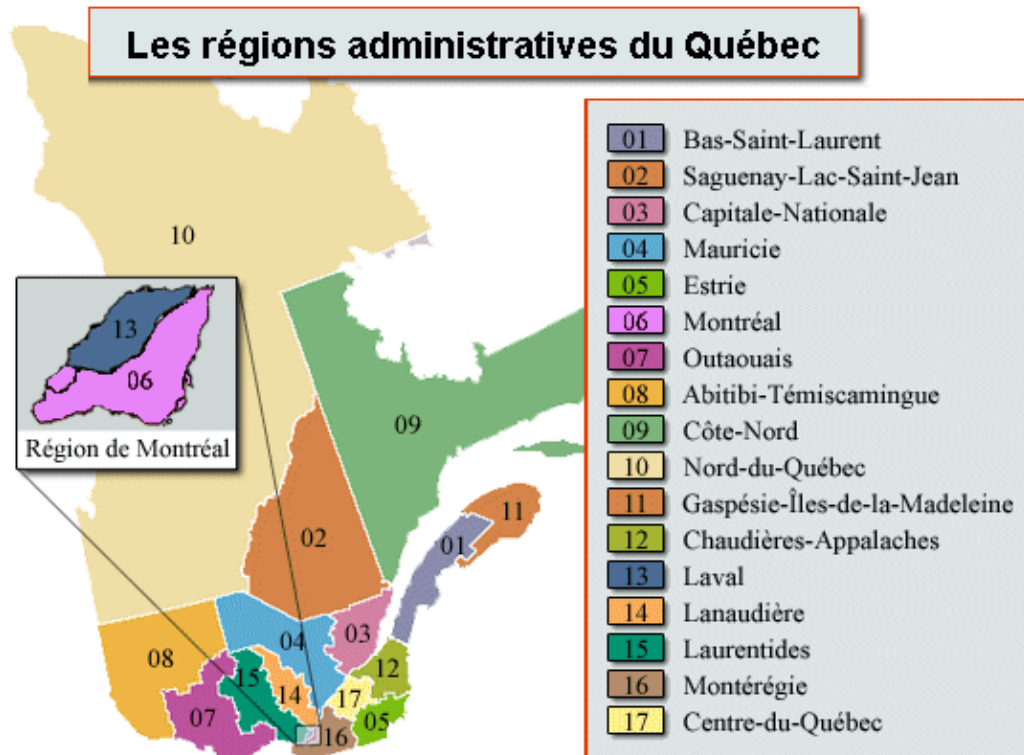 Les régions administratives du Québec
01 Bas-Saint-Laurent
02 Saguenay-Lac-Saint-Jean
03 Capitale-Nationale
04 Mauricie
05 Estrie
06 Montréal
07 Outaouais
08 Abitibi-Témiscamingue
09 Côte-Nord
10 Nord-du-Québec
11 Gaspésie-Îles-de-la-Madeleine
12 Chaudières-Appalaches
13 Laval
14 Lanaudière
15 Laurentides
16 Montérégie
17 Centre-du-Québec
10
13
06
Région de Montréal
09
11
02
01
04
03
08
12
15
14
17
07
05
16